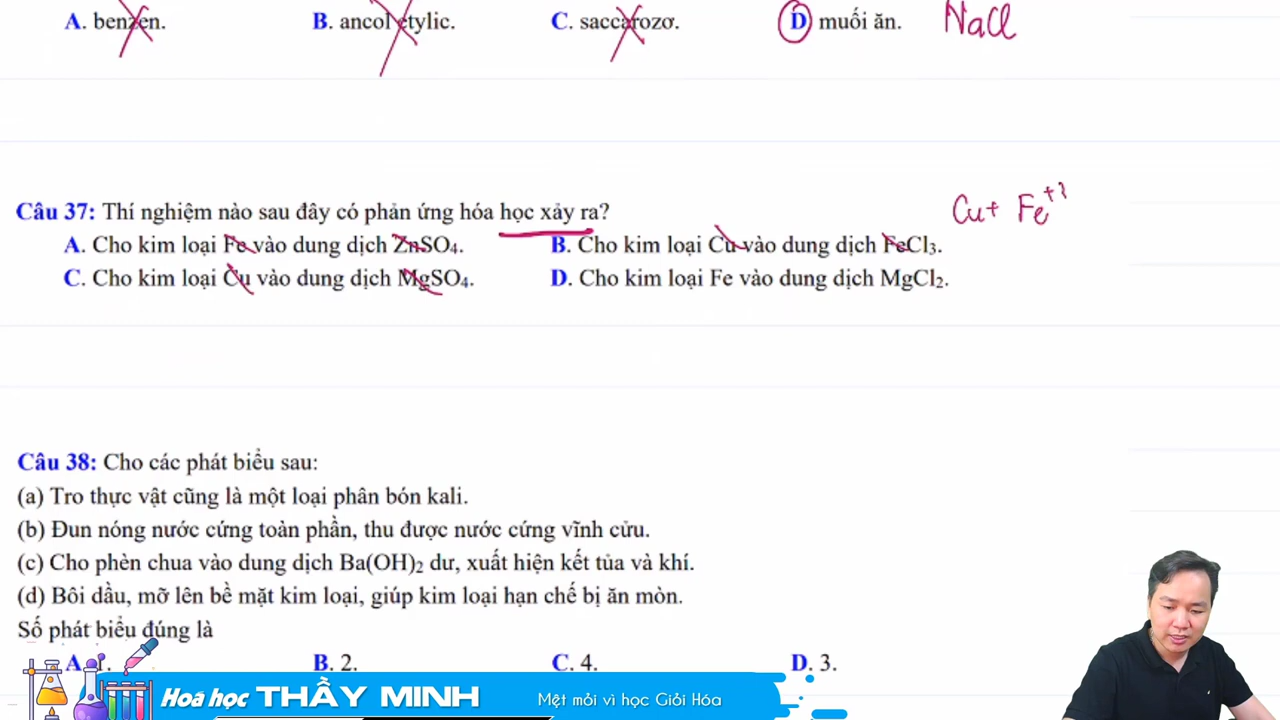 A. benzen. B. ancol etylic. C. saccarozơ. D muối ăn. NaCl
Câu 37: Thí nghiệm nào sau đây có phản ứng hóa học xảy ra? Cu + Fe+3
A. Cho kim loại Fe vào dung dịch ZnSO4. B. Cho kim loại Cu vào dung dịch FeCl3.
C. Cho kim loại Cu vào dung dịch MgSO4. D. Cho kim loại Fe vào dung dịch MgCl2.
Câu 38: Cho các phát biểu sau:
(a) Tro thực vật cũng là một loại phân bón kali.
(b) Đun nóng nước cứng toàn phần, thu được nước cứng vĩnh cửu.
(c) Cho phèn chua vào dung dịch Ba(OH)2 dư, xuất hiện kết tủa và khí.
(d) Bôi dầu, mỡ lên bề mặt kim loại, giúp kim loại hạn chế bị ăn mòn.
Số phát biểu đúng là
A. 1. B. 2. C. 4. D. 3.
Hoá học THẦY MINH Mệt mỏi vì học Giỏi Hóa